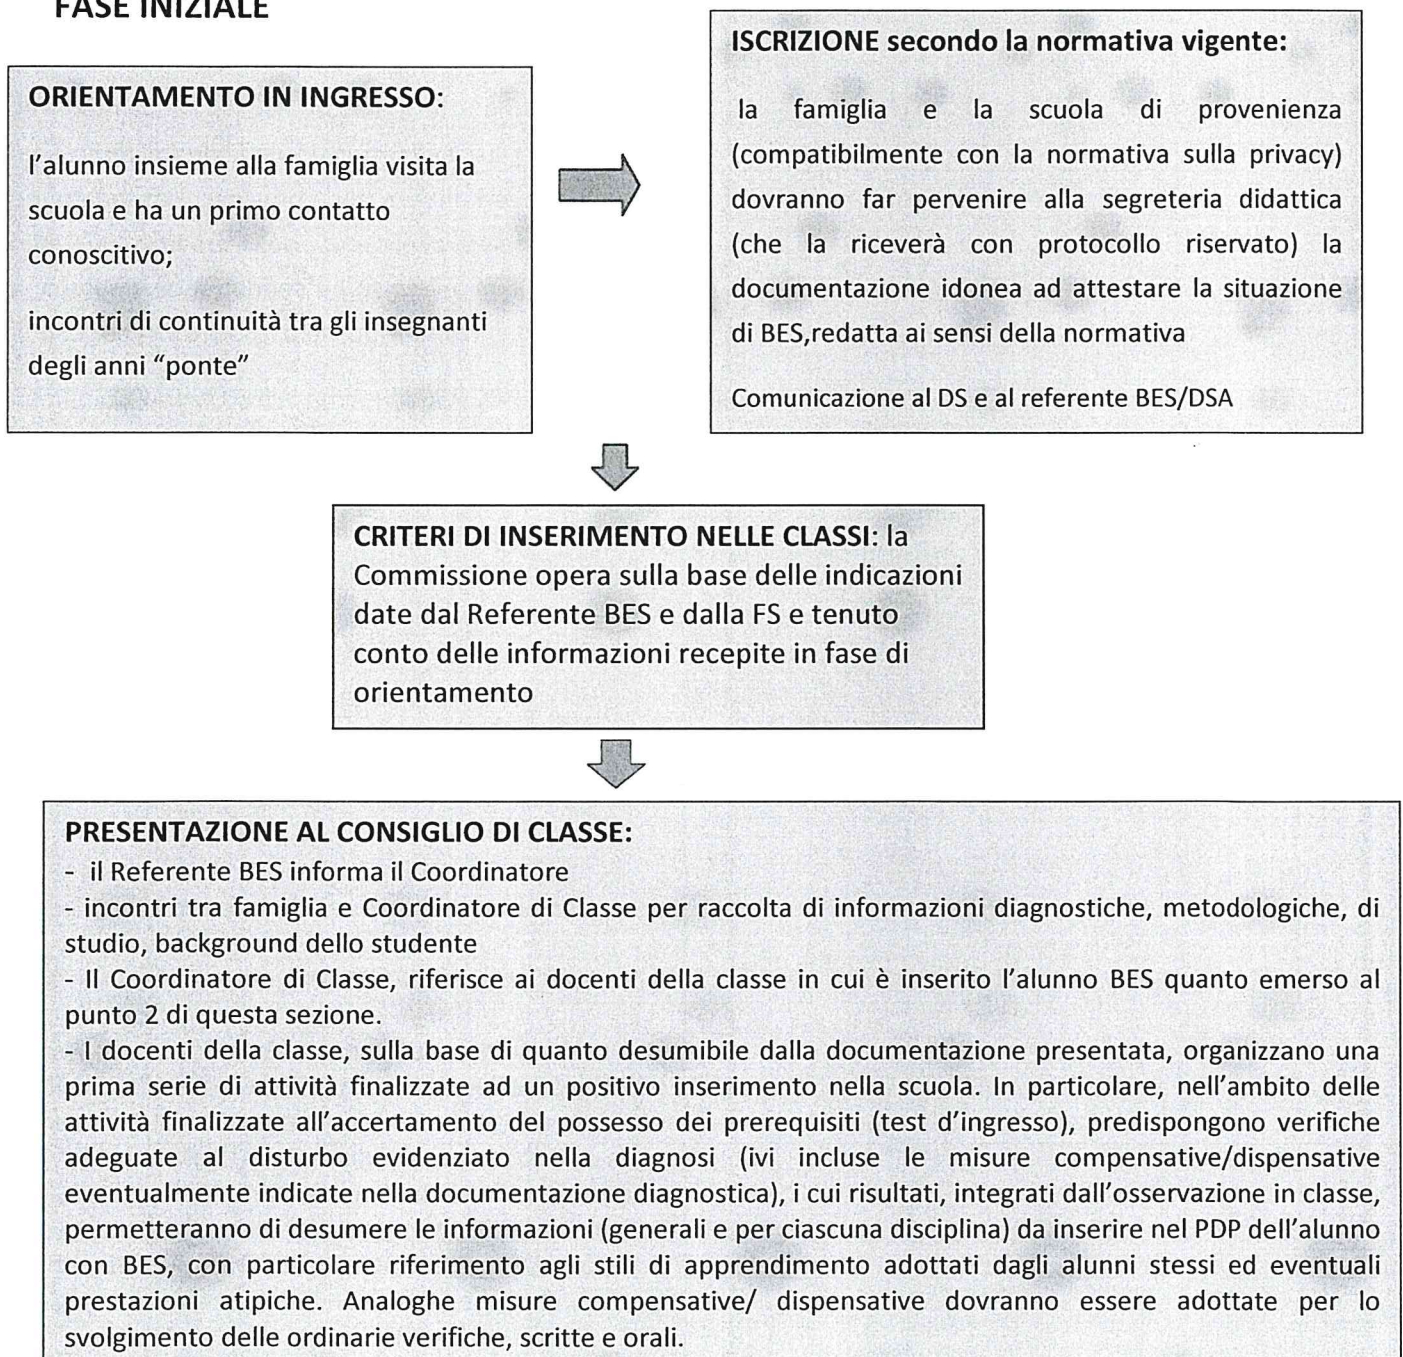 FASE INIZIALE
ORIENTAMENTO IN INGRESSO:
l'alunno insieme alla famiglia visita la
scuola e ha un primo contatto
conoscitivo;
incontri di continuità tra gli insegnanti
degli anni "ponte"
ISCRIZIONE secondo la normativa vigente:
la famiglia e la scuola di provenienza
(compatibilmente con la normativa sulla privacy)
dovranno far pervenire alla segreteria didattica
(che la riceverà con protocollo riservato) la
documentazione idonea ad attestare la situazione
di BES,redatta ai sensi della normativa
Comunicazione al DS e al referente BES/DSA
CRITERI DI INSERIMENTO NELLE CLASSI: la
Commissione opera sulla base delle indicazioni
date dal Referente BES e dalla FS e tenuto
conto delle informazioni recepite in fase di
orientamento
PRESENTAZIONE AL CONSIGLIO DI CLASSE:
- il Referente BES informa il Coordinatore
- incontri tra famiglia e Coordinatore di Classe per raccolta di informazioni diagnostiche, metodologiche, di
studio, background dello studente
- Il Coordinatore di Classe, riferisce ai docenti della classe in cui è inserito l'alunno BES quanto emerso al
punto 2 di questa sezione.
- I docenti della classe, sulla base di quanto desumibile dalla documentazione presentata, organizzano una
prima serie di attività finalizzate ad un positivo inserimento nella scuola. In particolare, nell'ambito delle
attività finalizzate all'accertamento del possesso dei prerequisiti (test d'ingresso), predispongono verifiche
adeguate al disturbo evidenziato nella diagnosi (ivi incluse le misure compensative/dispensative
eventualmente indicate nella documentazione diagnostica), i cui risultati, integrati dall'osservazione in classe,
permetteranno di desumere le informazioni (generali e per ciascuna disciplina) da inserire nel PDP dell'alunno
con BES, con particolare riferimento agli stili di apprendimento adottati dagli alunni stessi ed eventuali
prestazioni atipiche. Analoghe misure compensative/ dispensative dovranno essere adottate per lo
svolgimento delle ordinarie verifiche, scritte e orali.